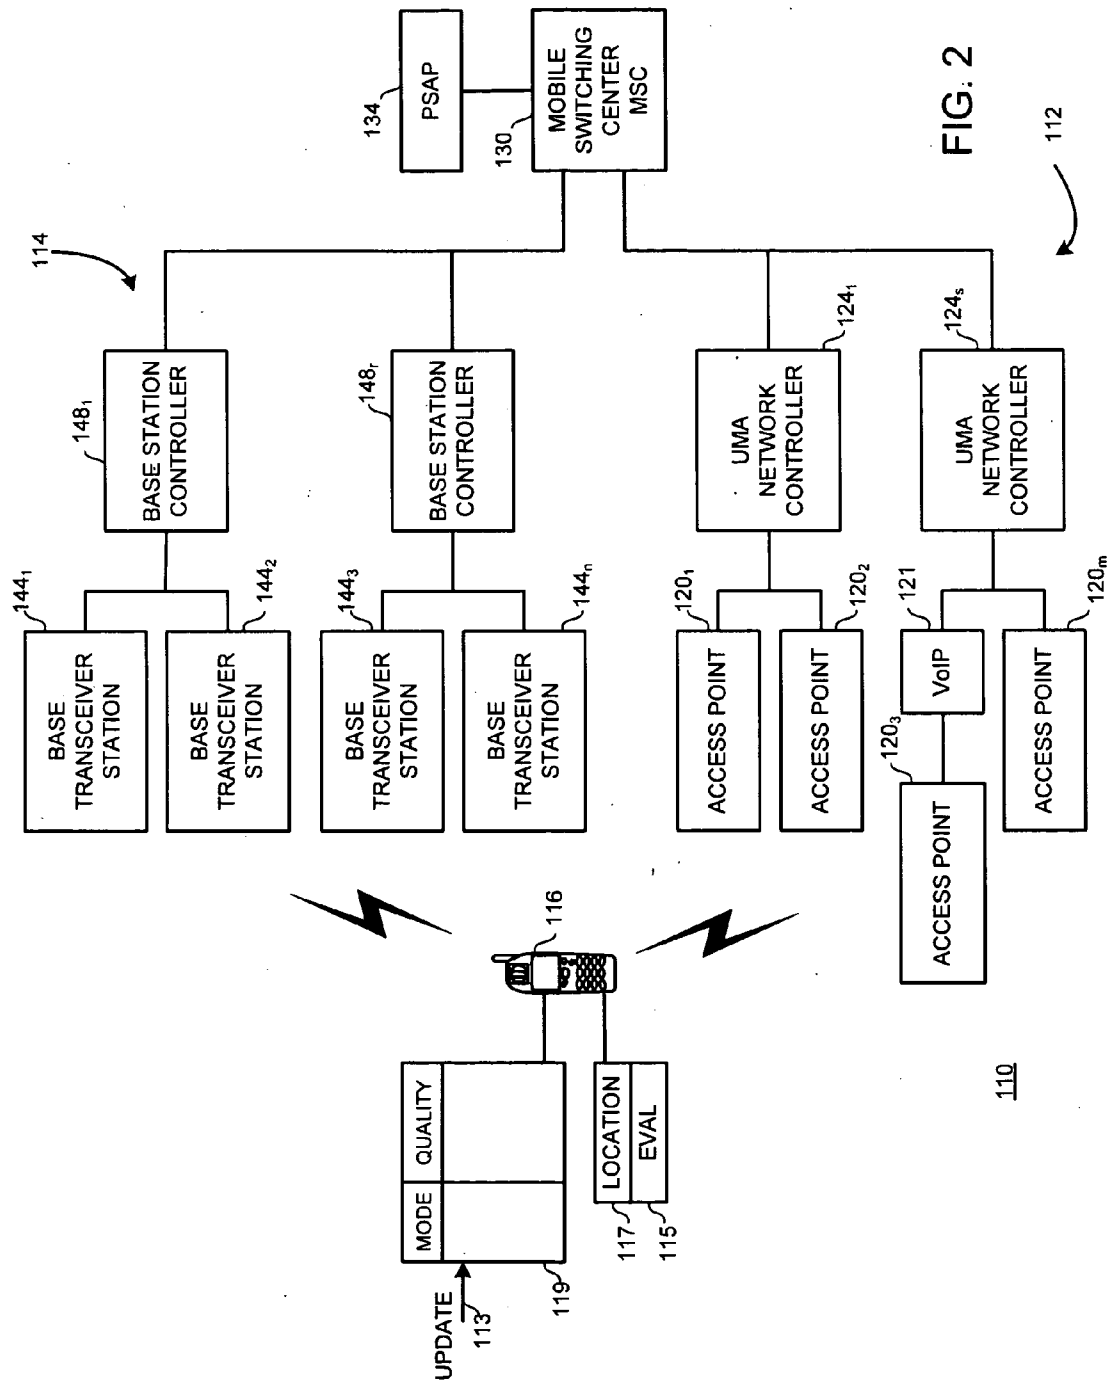 114
148₁
BASE STATION
CONTROLLER
148ᵣ
BASE STATION
CONTROLLER
144₁
BASE
TRANSCEIVER
STATION
144₂
BASE
TRANSCEIVER
STATION
144₃
BASE
TRANSCEIVER
STATION
144ₙ
BASE
TRANSCEIVER
STATION
134
PSAP
130
MOBILE
SWITCHING
CENTER
MSC
124₁
UMA
NETWORK
CONTROLLER
124ₛ
UMA
NETWORK
CONTROLLER
120₁
ACCESS POINT
120₂
ACCESS POINT
121
VoIP
120₃
ACCESS POINT
120ₘ
ACCESS POINT
116
MODE
QUALITY
UPDATE
113
119
LOCATION
EVAL
117
115
110
112
FIG. 2